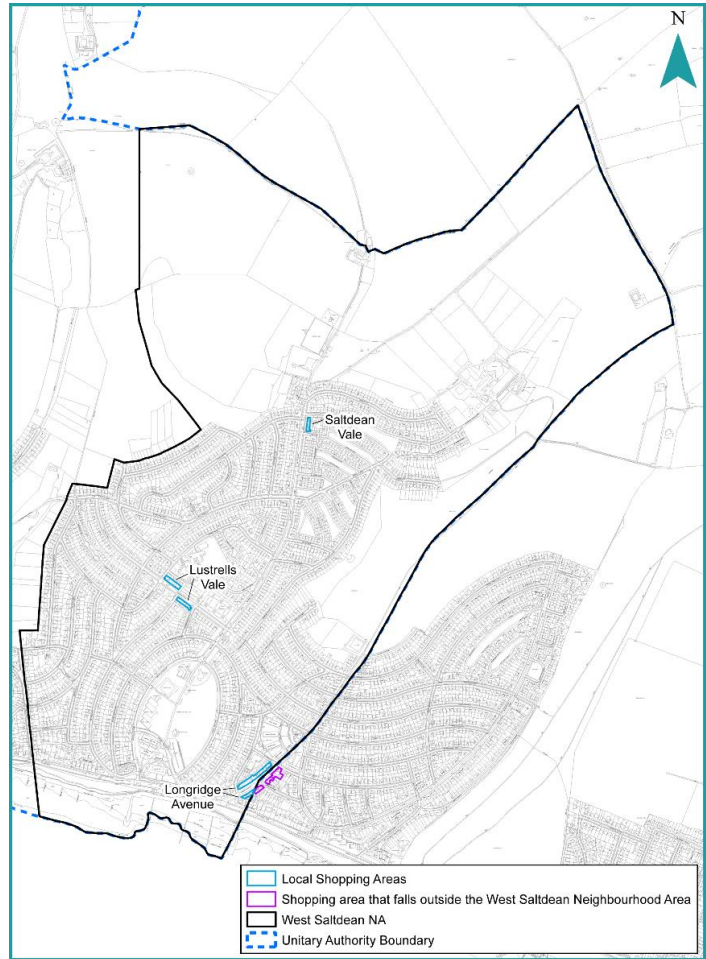 N
Saltdean
Vale
Lustrells
Vale
Longridge
Avenue
Local Shopping Areas
Shopping area that falls outside the West Saltdean Neighbourhood Area
West Saltdean NA
Unitary Authority Boundary